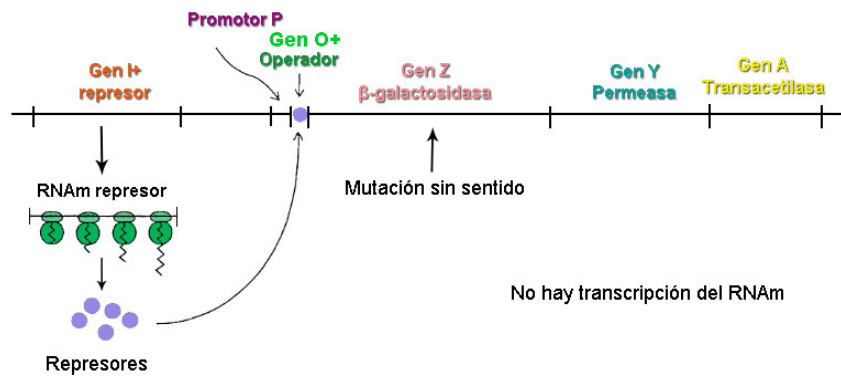 Promotor P
Gen O+
Operador
Gen I+
represor
Gen Z
β-galactosidasa
Gen Y
Permeasa
Gen A
Transacetilasa
RNAm represor
Mutación sin sentido
No hay transcripción del RNAm
Represores